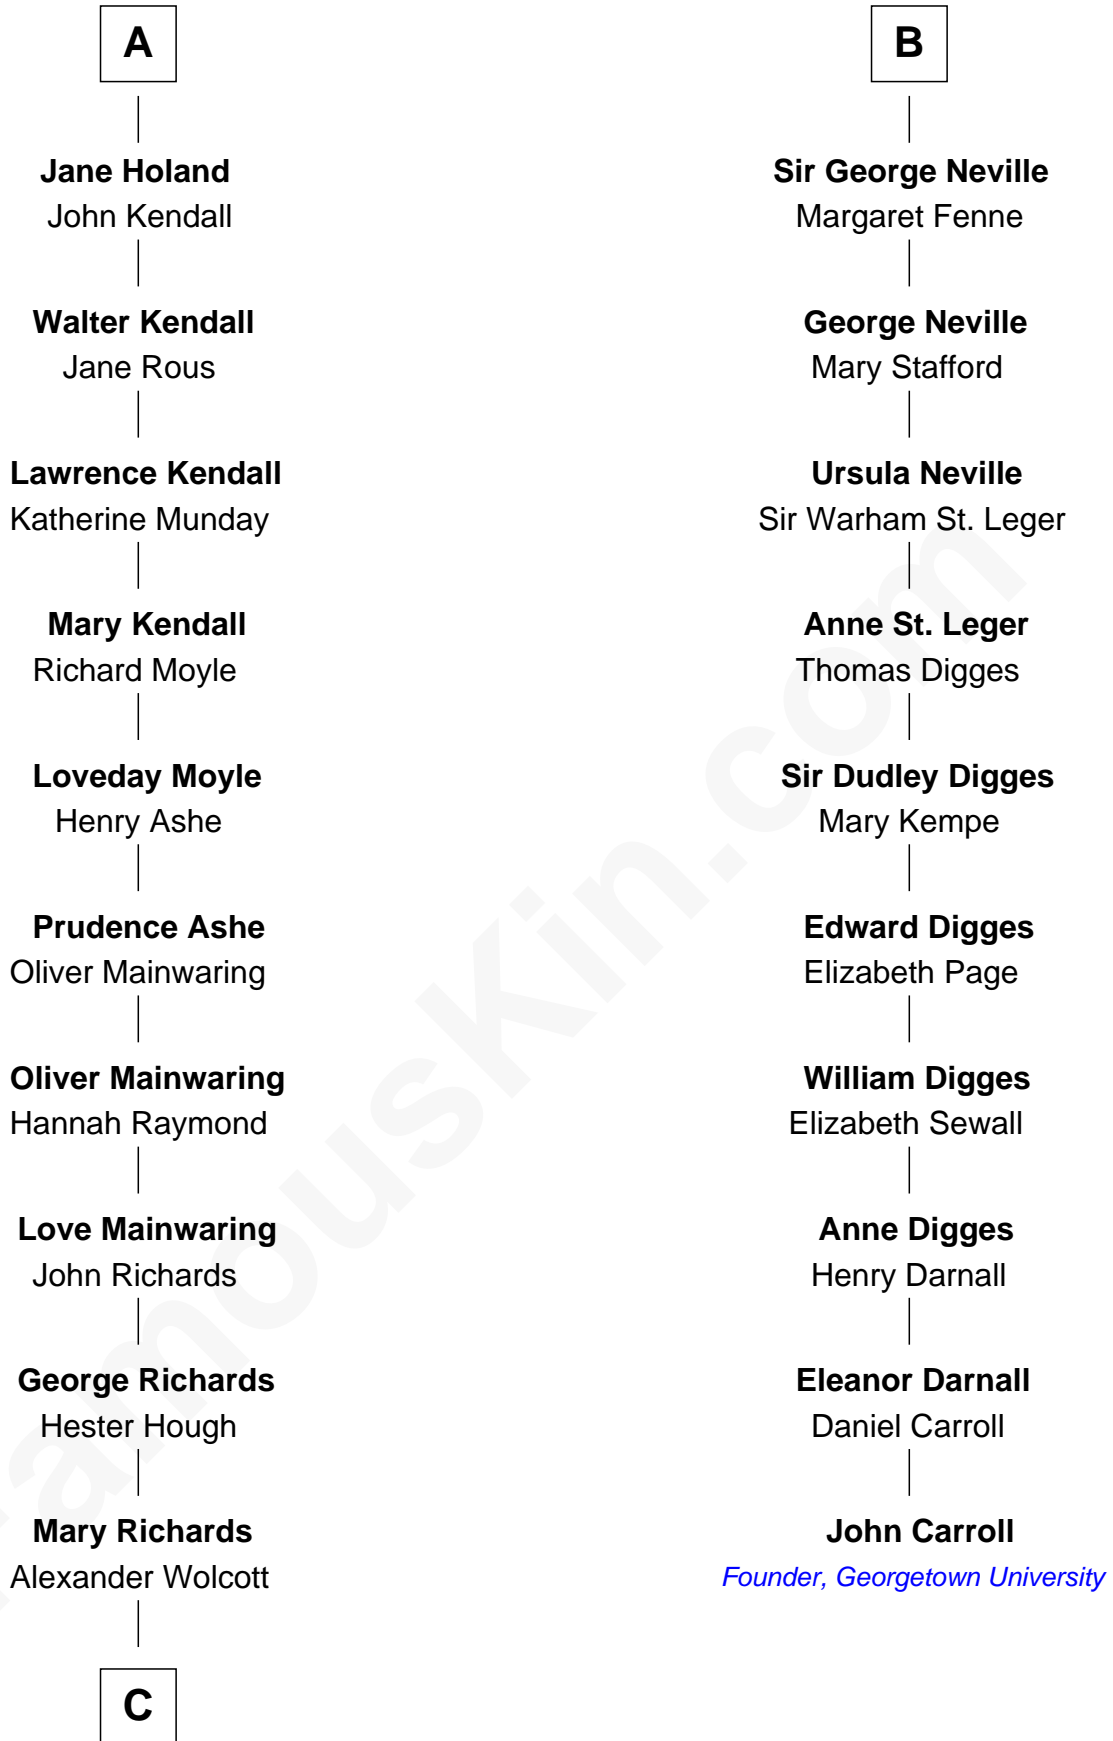 A
Jane Holand
John Kendall
Walter Kendall
Jane Rous
Lawrence Kendall
Katherine Munday
Mary Kendall
Richard Moyle
Loveday Moyle
Henry Ashe
Prudence Ashe
Oliver Mainwaring
Oliver Mainwaring
Hannah Raymond
Love Mainwaring
John Richards
George Richards
Hester Hough
Mary Richards
Alexander Wolcott
C
B
Sir George Neville
Margaret Fenne
George Neville
Mary Stafford
Ursula Neville
Sir Warham St. Leger
Anne St. Leger
Thomas Digges
Sir Dudley Digges
Mary Kempe
Edward Digges
Elizabeth Page
William Digges
Elizabeth Sewall
Anne Digges
Henry Darnall
Eleanor Darnall
Daniel Carroll
John Carroll
Founder, Georgetown University
FamousKin.com